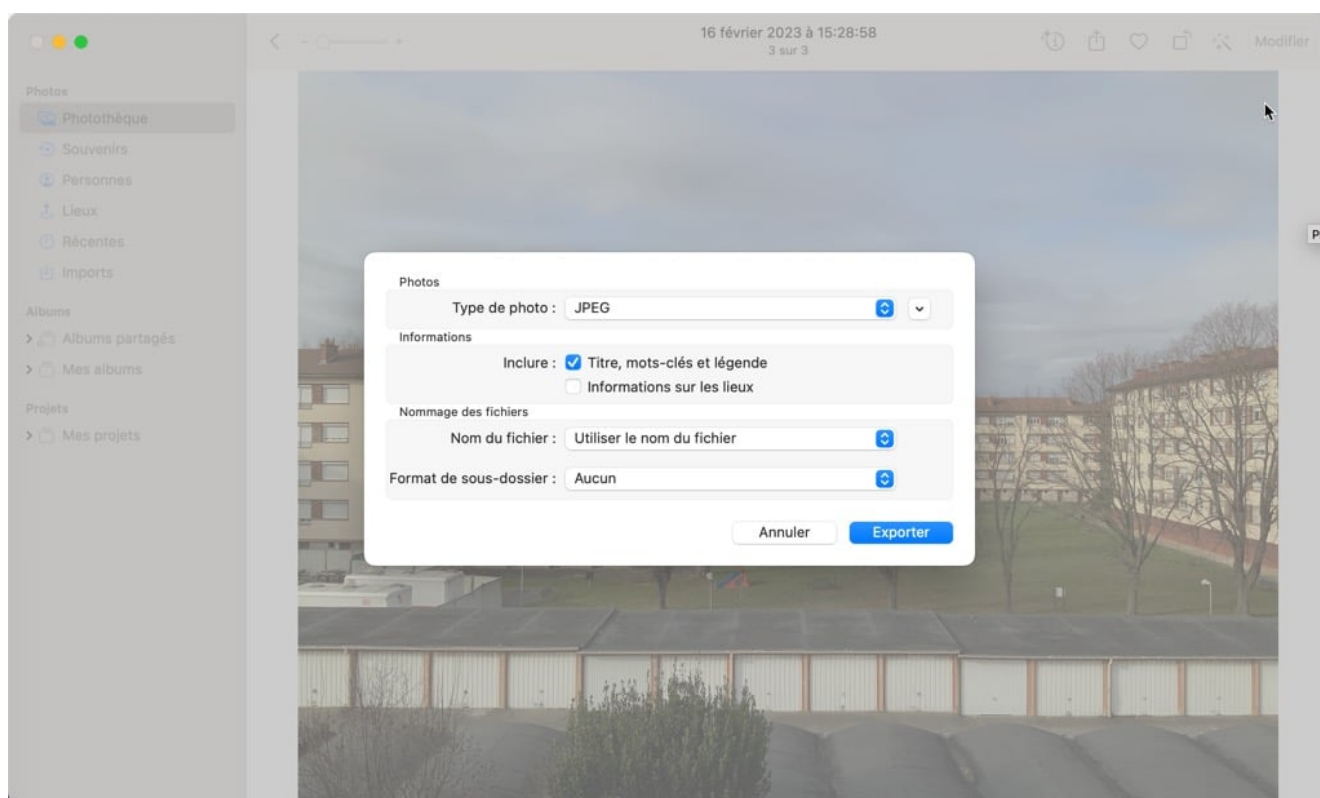 16 février 2023 à 15:28:58
3 sur 3
Modifier
Photos
Photothèque
Souvenirs
Personnes
Lieux
Récentes
Imports
Albums
Albums partagés
Mes albums
Projets
Mes projets
Photos
Type de photo : JPEG
Informations
Inclure : Titre, mots-clés et légende
Informations sur les lieux
Nommage des fichiers
Nom du fichier : Utiliser le nom du fichier
Format de sous-dossier : Aucun
Annuler Exporter